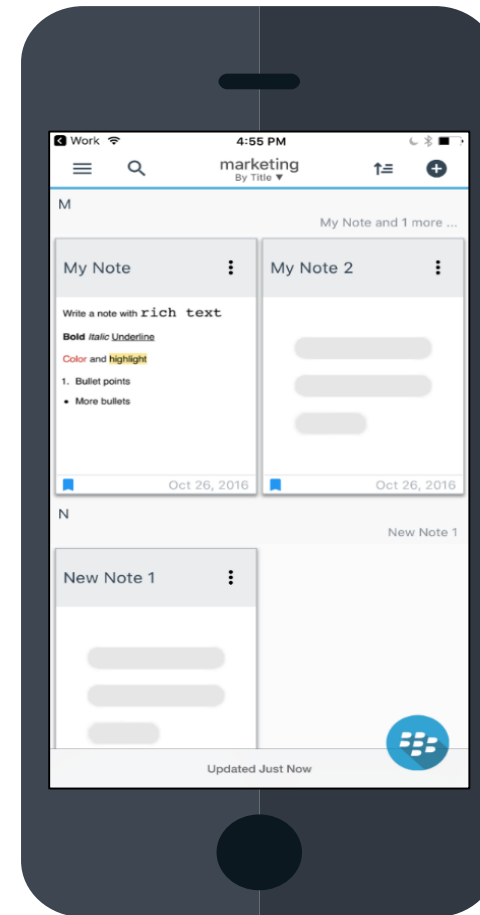 Work
4:55 PM
marketing
By Title ▼
M
My Note and 1 more ...
My Note
My Note 2
Write a note with rich text
Bold Italic Underline
Color and highlight
1. Bullet points
• More bullets
Oct 26, 2016
Oct 26, 2016
N
New Note 1
New Note 1
Updated Just Now